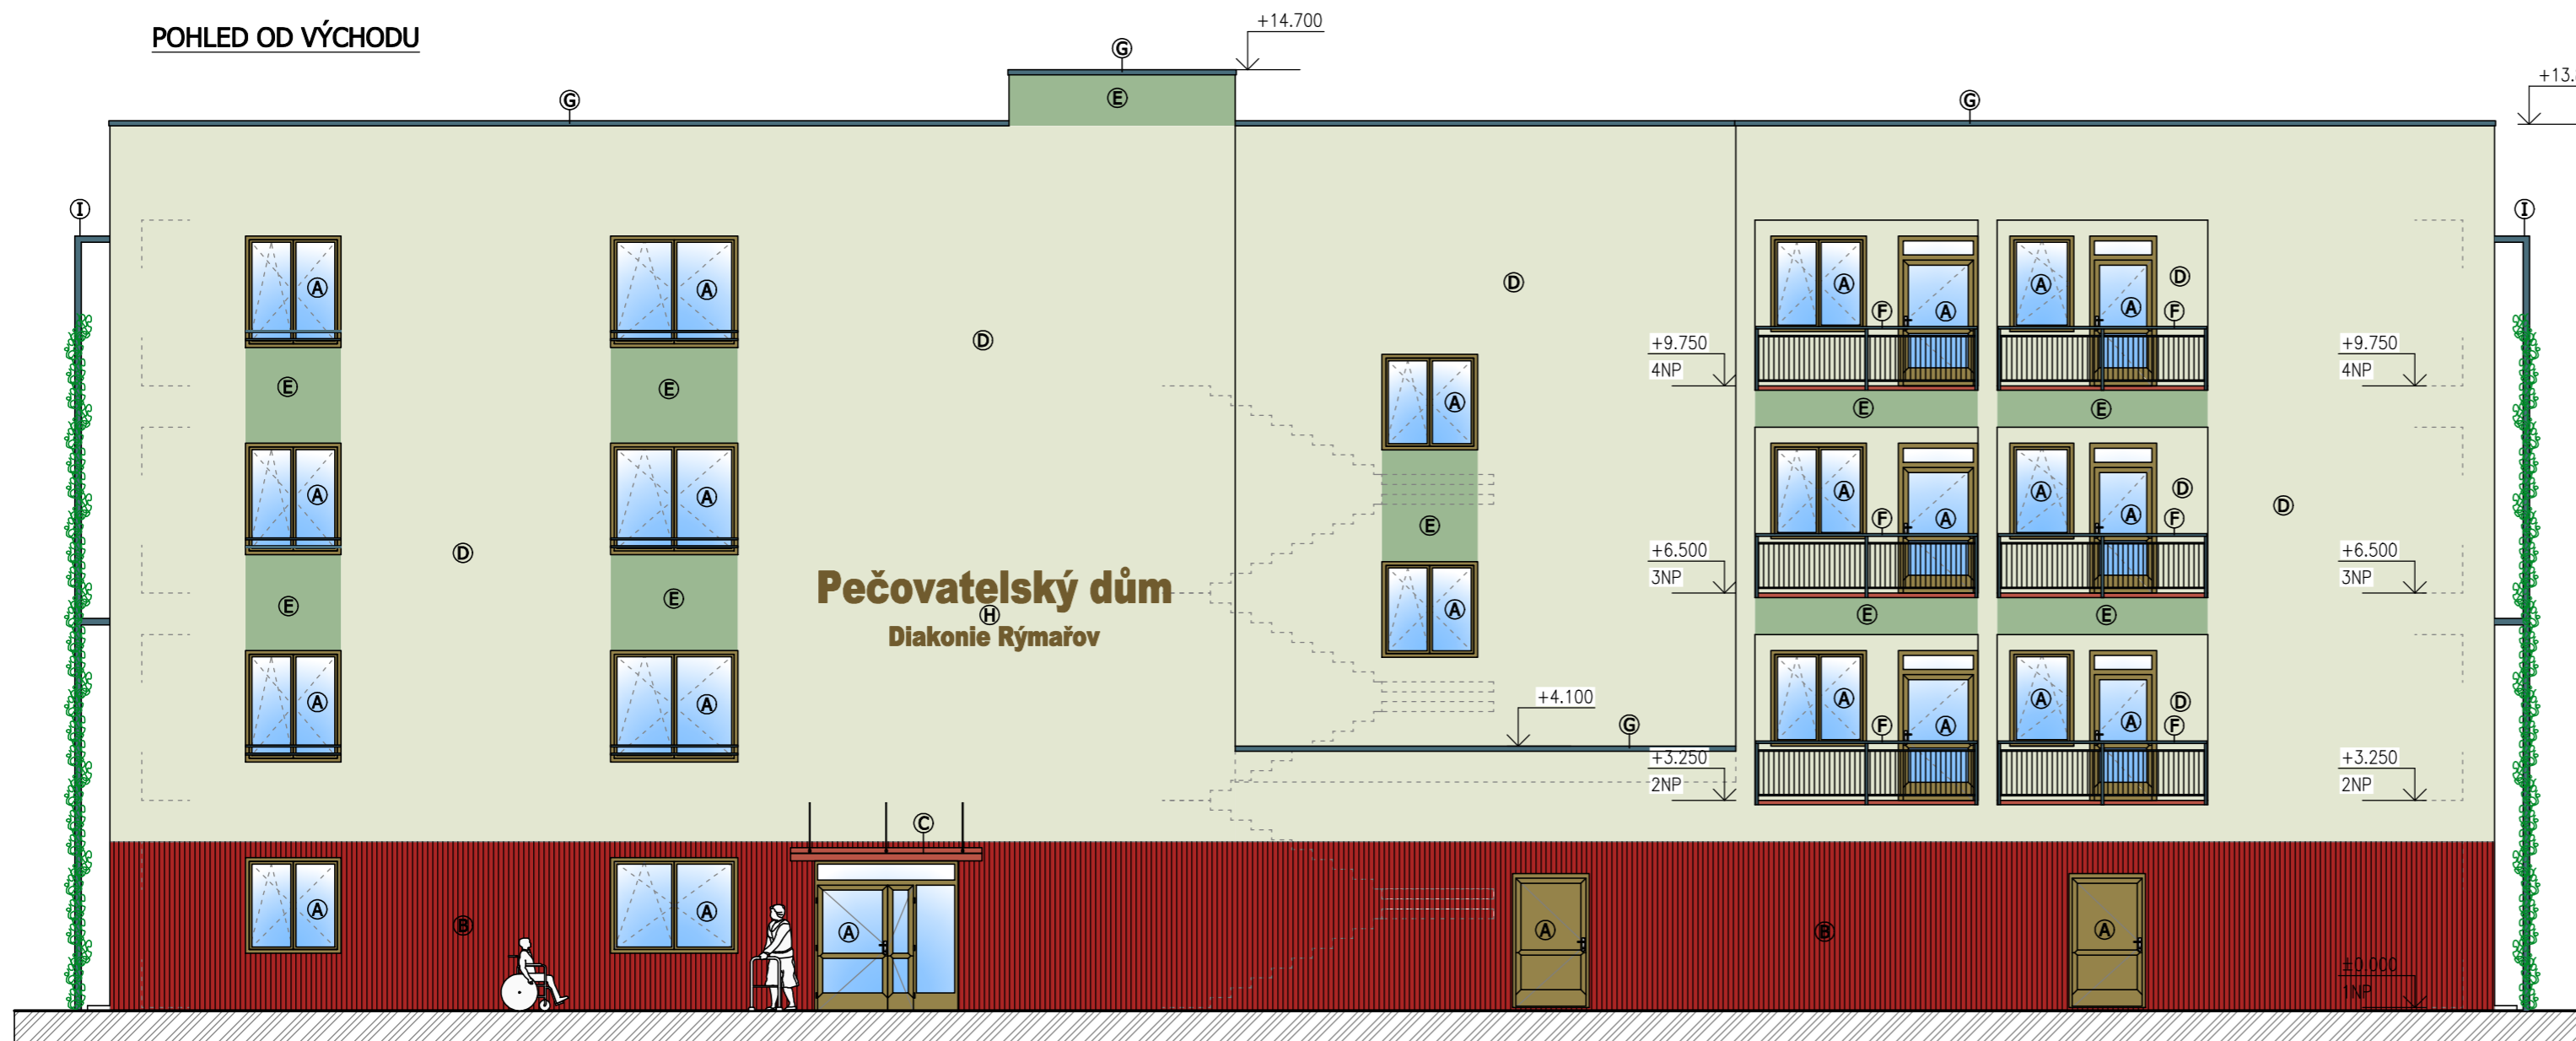 POHLED OD VÝCHODU
+14.700
G
+13.
G
E
G
I
I
A
A
D
A
A
A
A
D
F
F
D
+9.750
4NP
+9.750
4NP
E
E
A
E
E
A
A
A
A
A
A
D
D
F
F
E
D
+6.500
3NP
+6.500
3NP
E
E
Pečovatelský dům
H
Diakonie Rýmařov
A
E
E
A
A
+4.100
G
A
A
A
A
D
F
F
+3.250
2NP
+3.250
2NP
C
A
A
B
A
A
B
A
±0.000
1NP